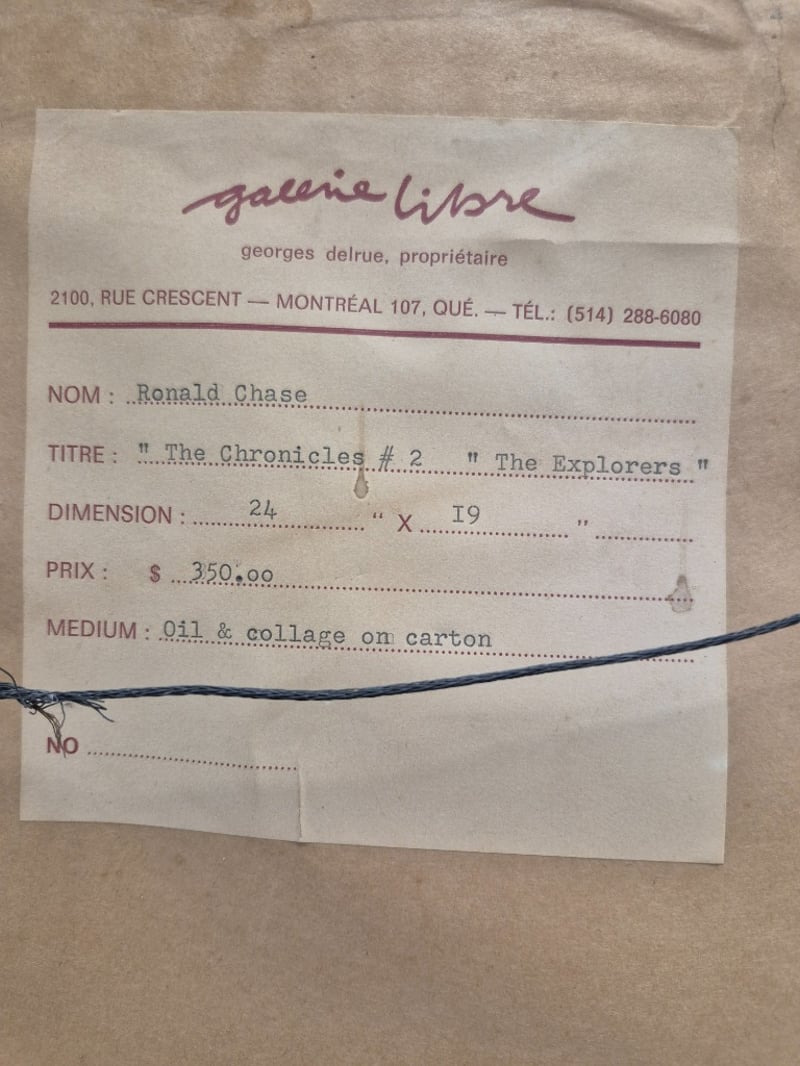 galerie libre
georges delrue, propriétaire
2100, RUE CRESCENT — MONTRÉAL 107, QUÉ. — TÉL.: (514) 288-6080
NOM : Ronald Chase
TITRE : " The Chronicles # 2 " The Explorers "
DIMENSION : 24 " X I9 "
PRIX : $ 350.oo
MEDIUM : Oil & collage on carton
NO